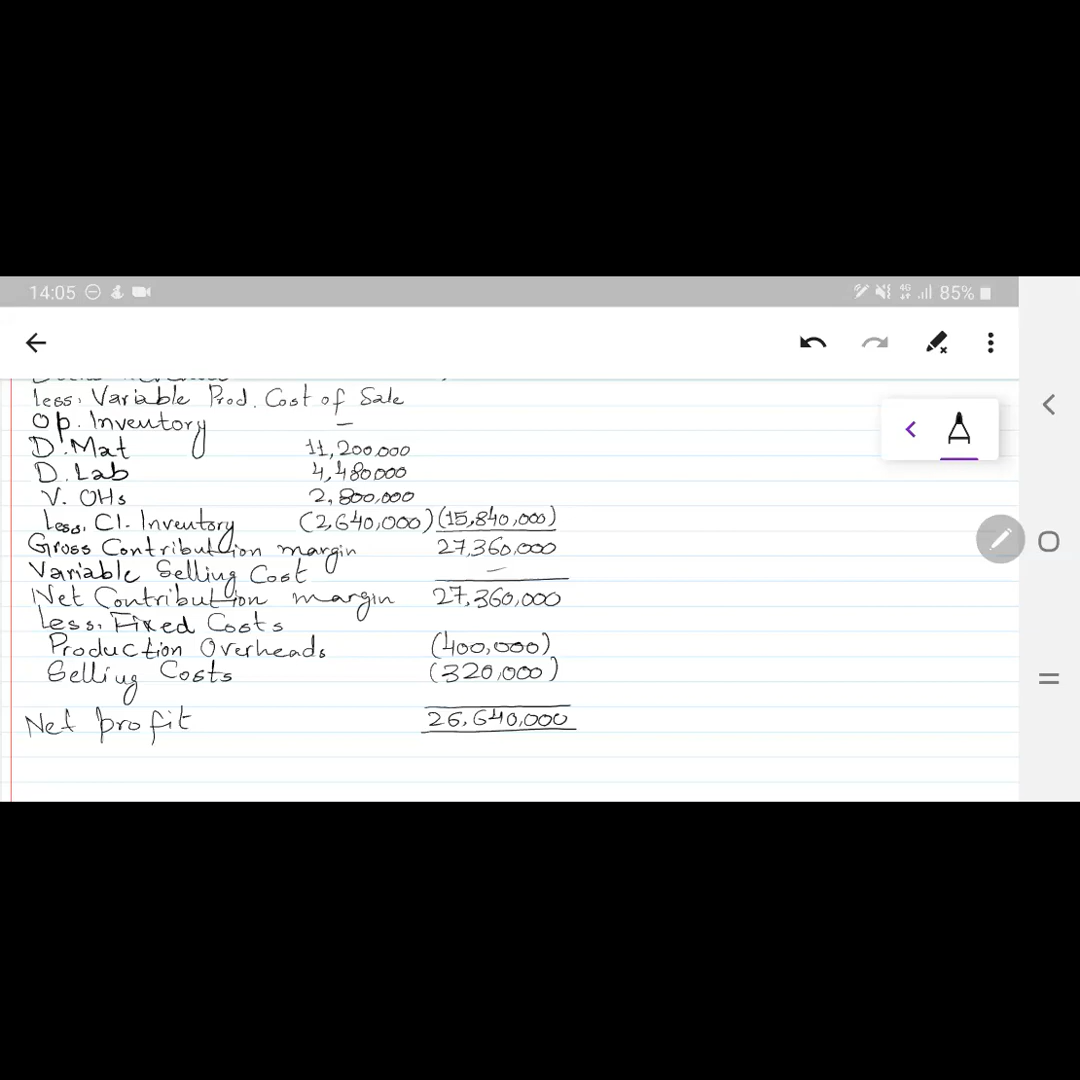 14:05 4G 85%
less, Variable Prod. Cost of Sale
Op. Inventory –
D. Mat 11,200,000
D. Lab 4,480,000
V. OHs 2,800,000
Less, Cl. Inventory (2,640,000) (15,840,000)
Gross Contribution margin 27,360,000
Variable Selling Cost –
Net Contribution margin 27,360,000
Less, Fixed Costs
Production Overheads (400,000)
Selling Costs (320,000)
Net profit 26,640,000